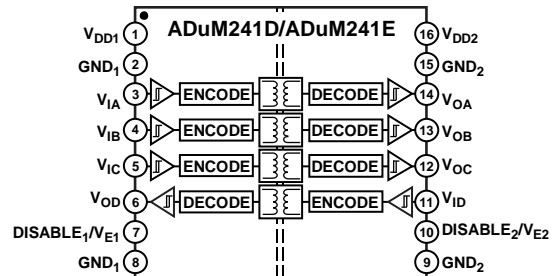 ADuM241D/ADuM241E
VDD1 1 16 VDD2
GND1 2 15 GND2
VIA 3 ENCODE DECODE 14 VOA
VIB 4 ENCODE DECODE 13 VOB
VIC 5 ENCODE DECODE 12 VOC
VOD 6 DECODE ENCODE 11 VID
DISABLE1/VE1 7 10 DISABLE2/VE2
GND1 8 9 GND2